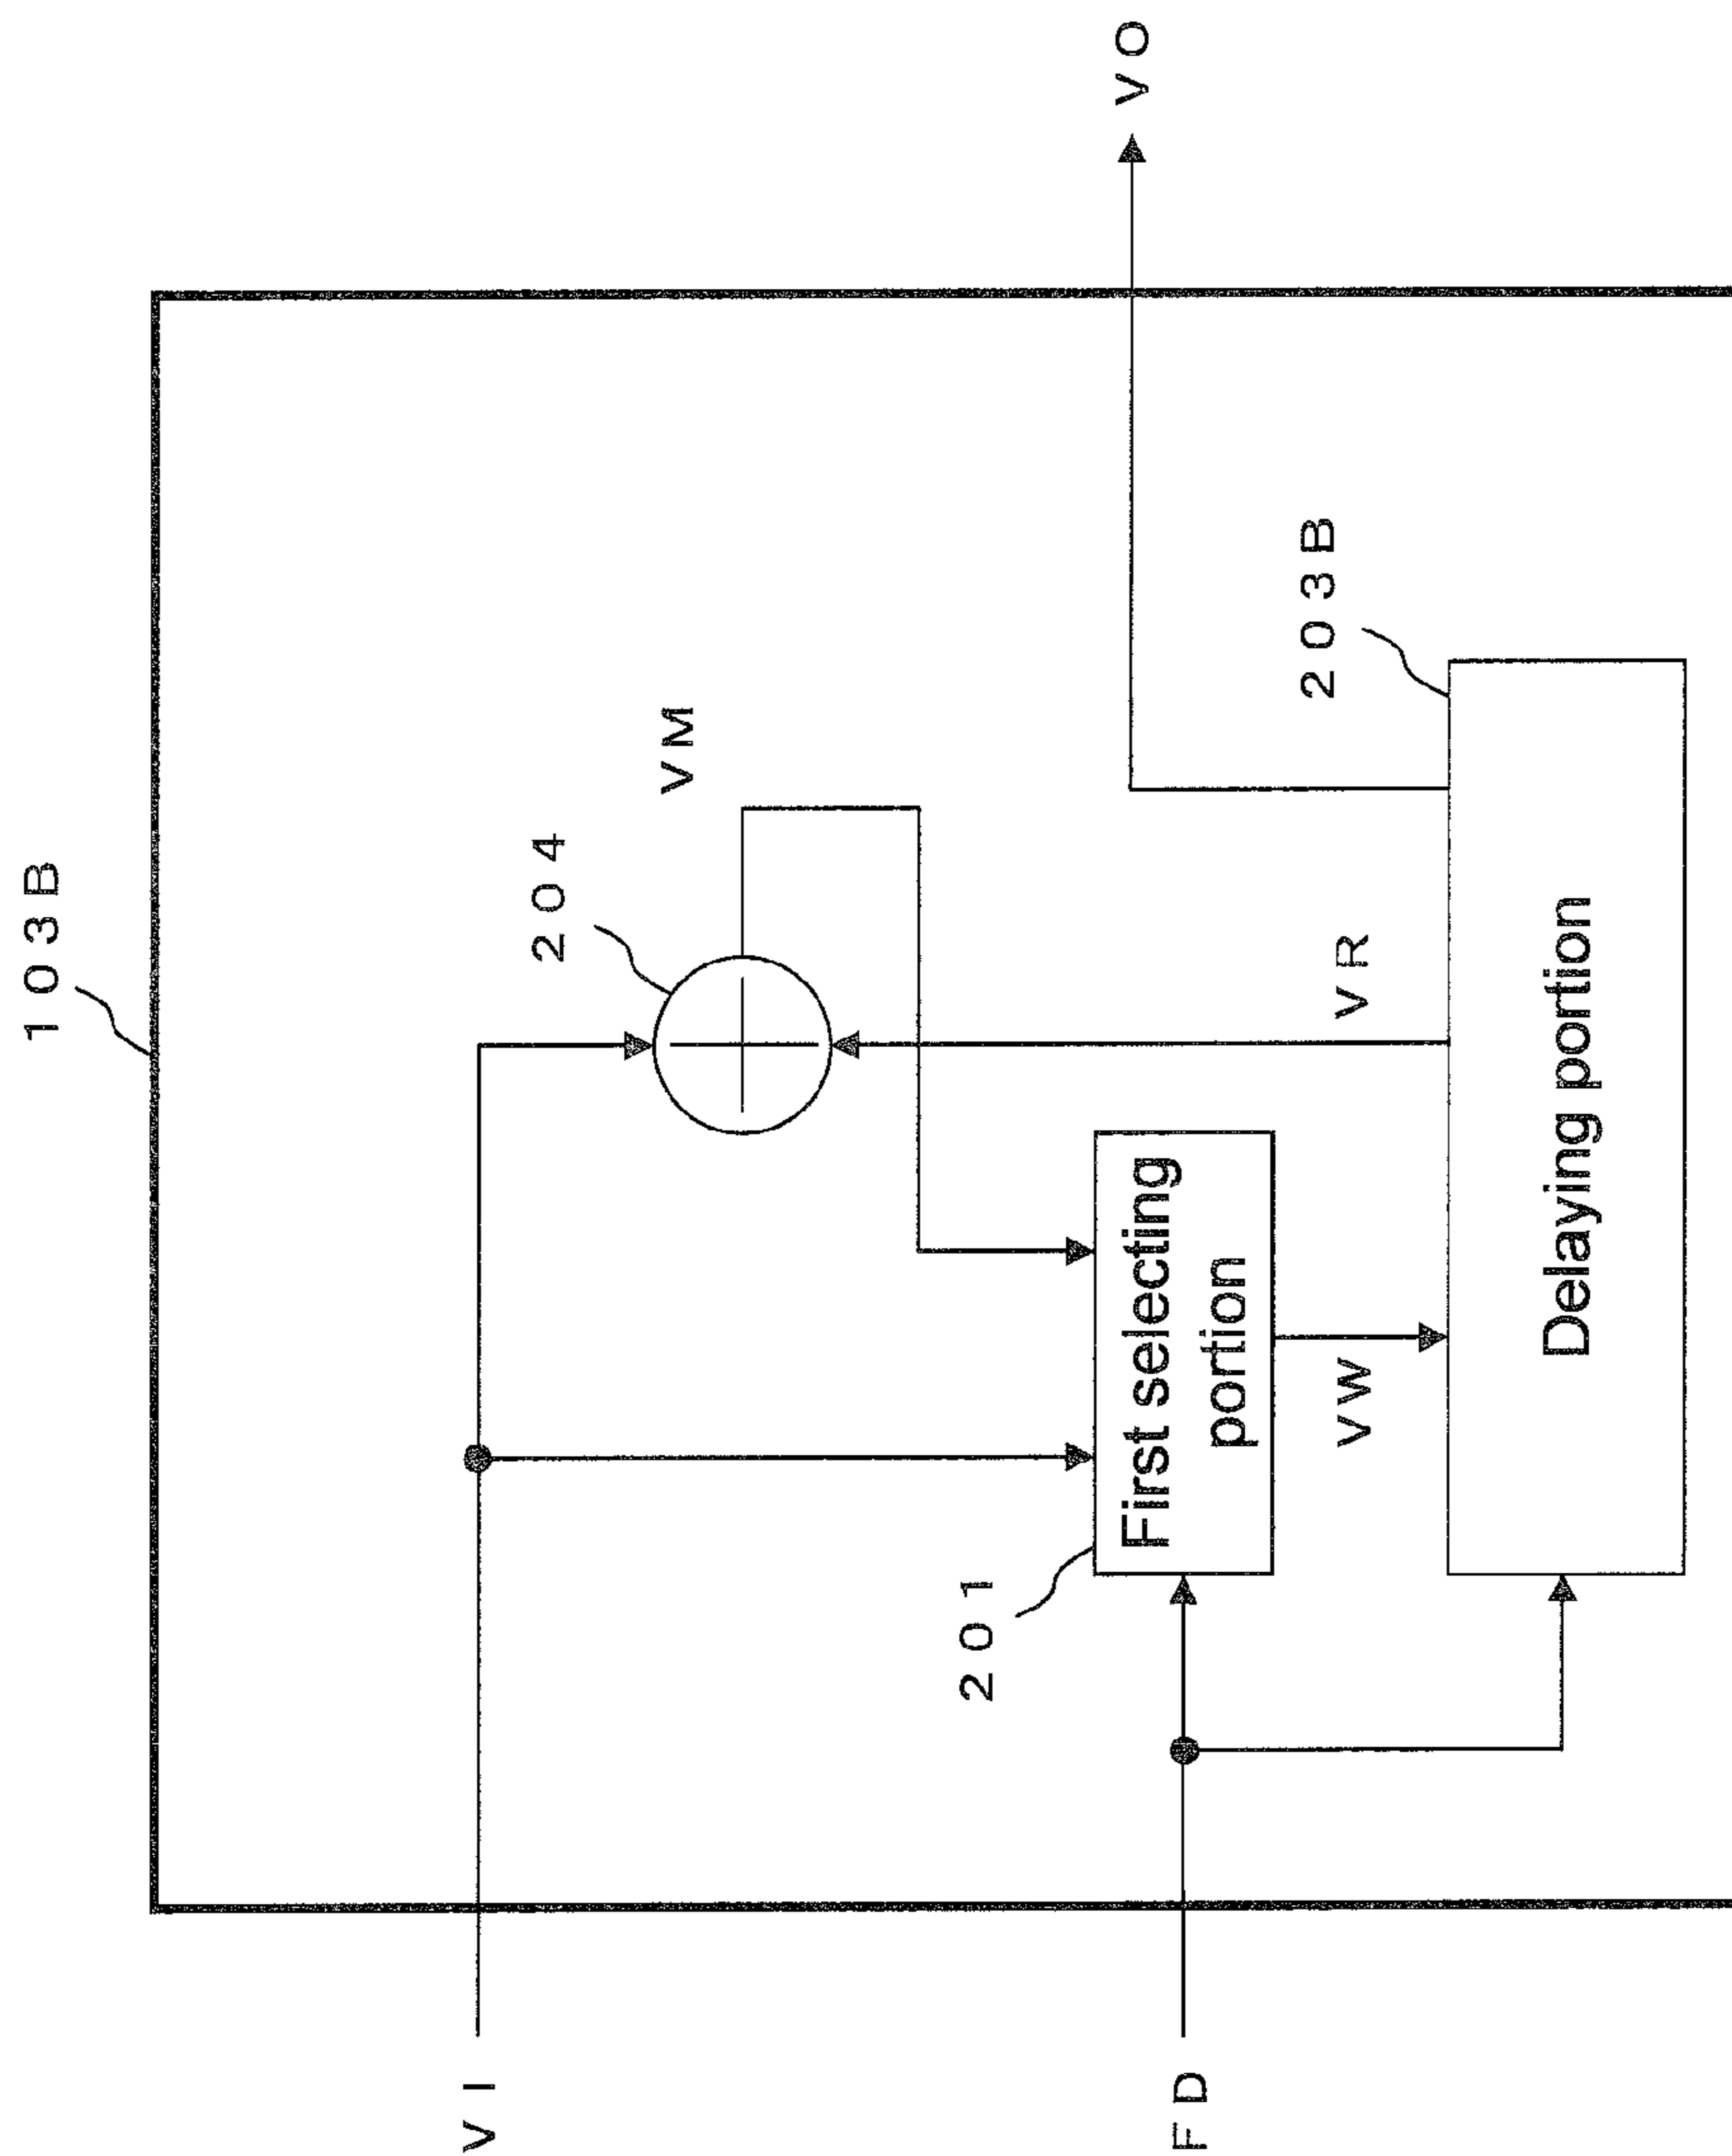 103B
VI
204
VM
VO
201
First selecting
portion
FD
VW
VR
203B
Delaying portion